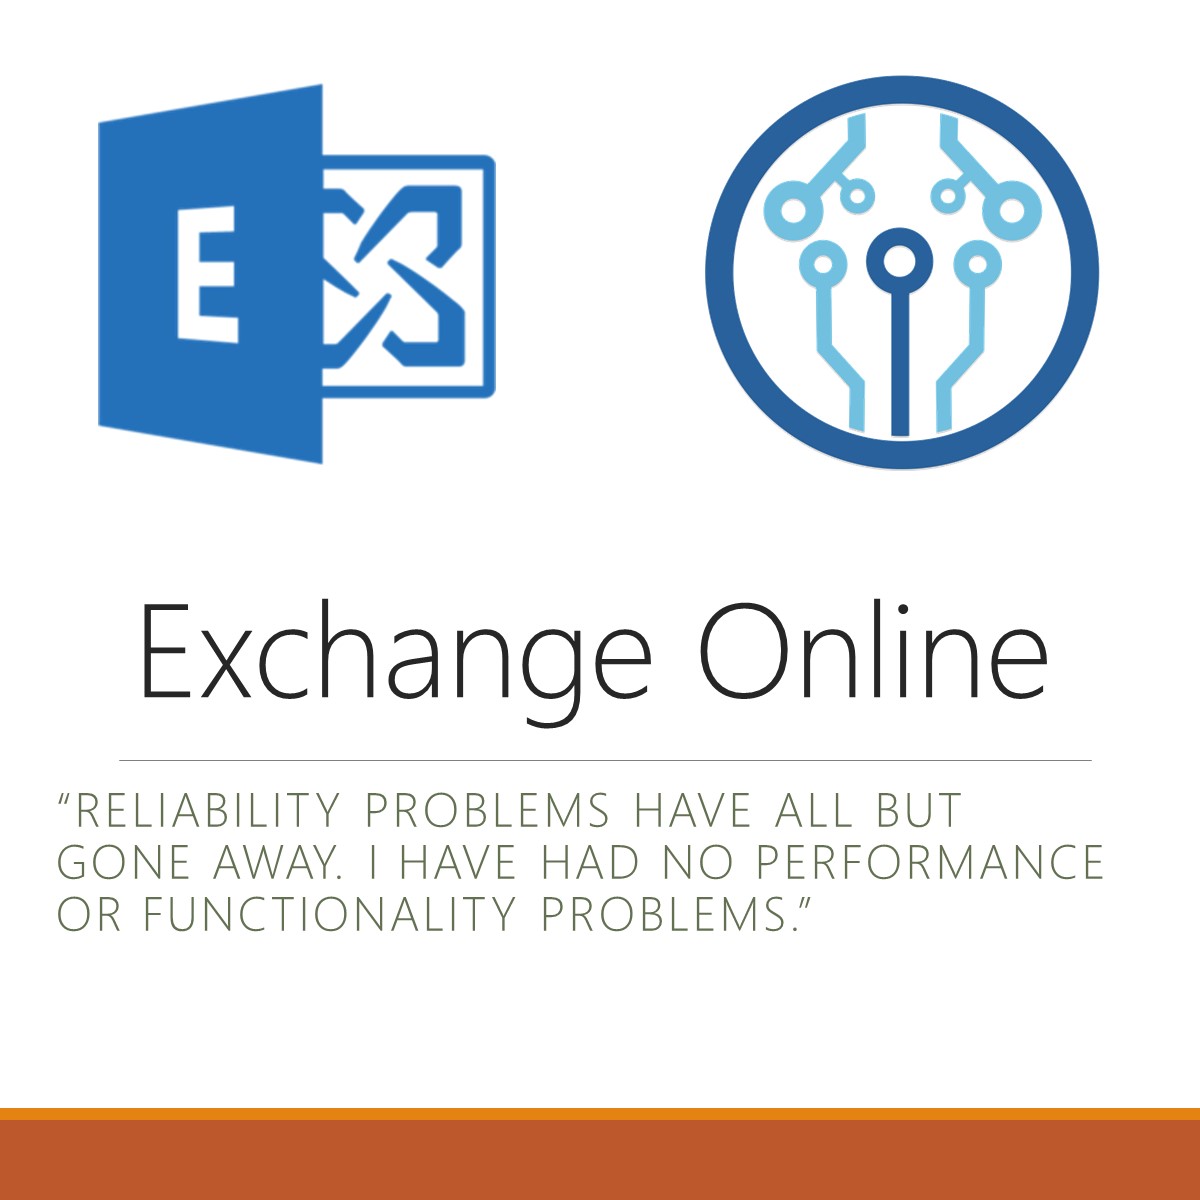 E
Exchange Online
“RELIABILITY PROBLEMS HAVE ALL BUT
GONE AWAY. I HAVE HAD NO PERFORMANCE
OR FUNCTIONALITY PROBLEMS.”